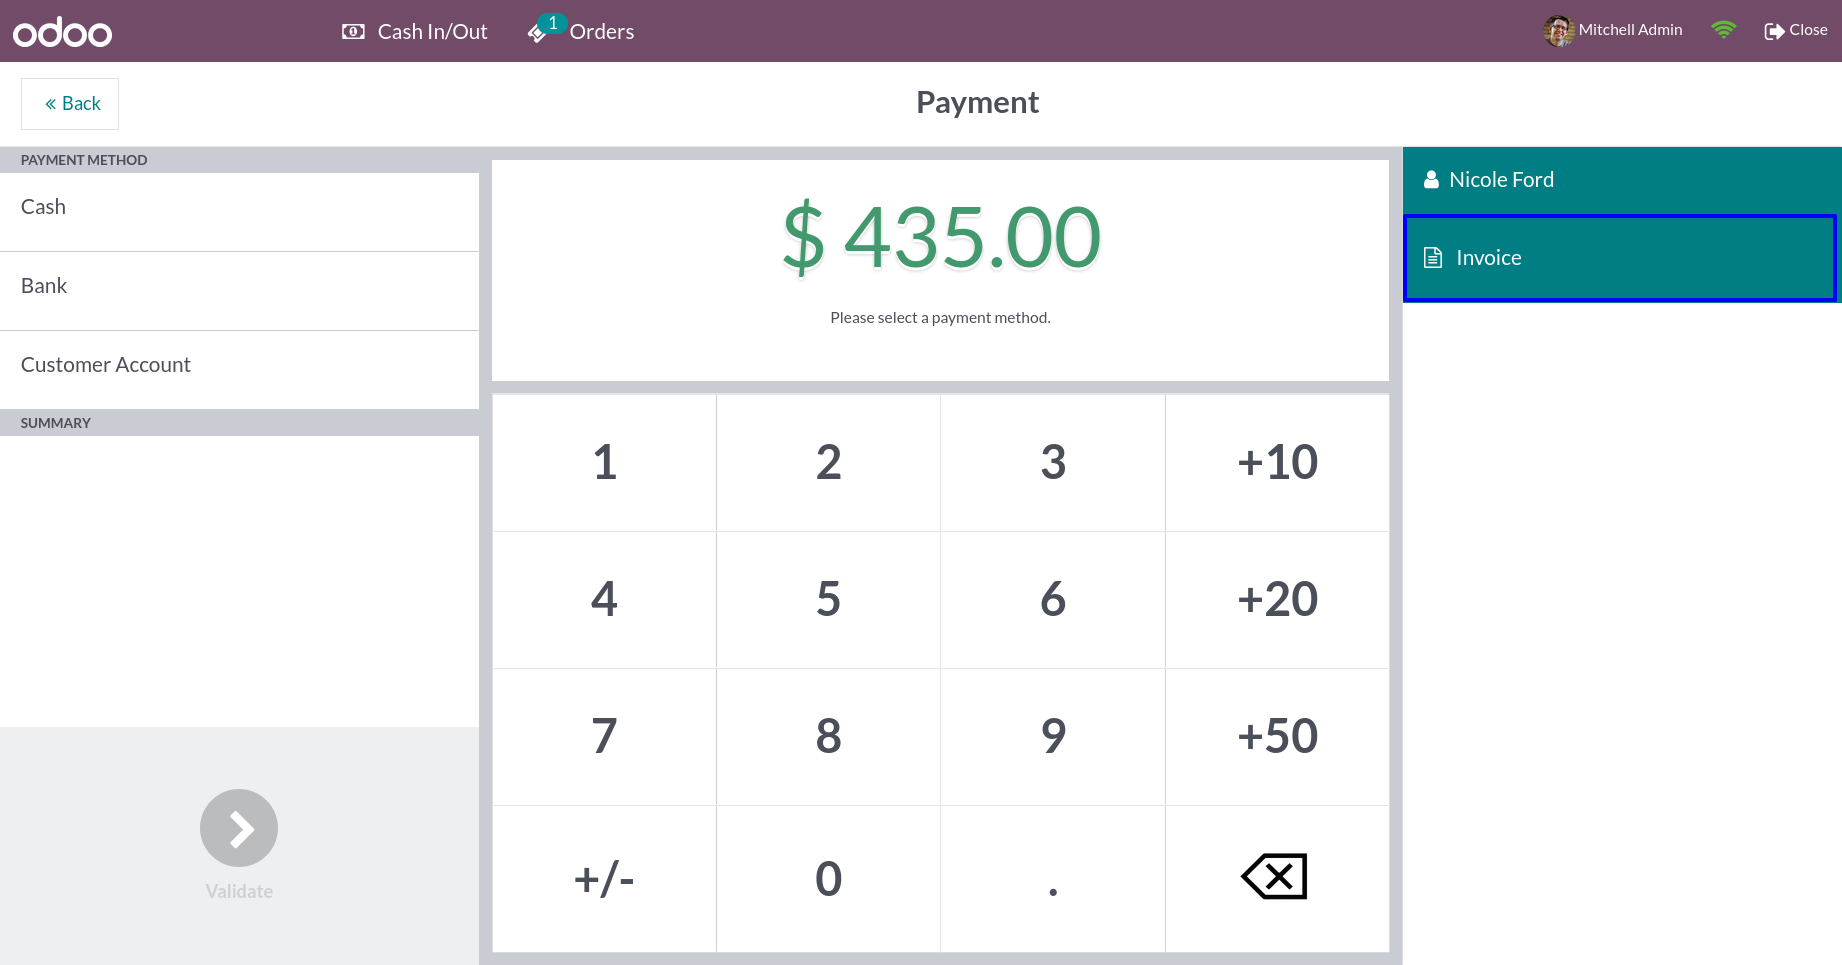 odoo
Cash In/Out
1
Orders
Mitchell Admin
Close
« Back
Payment
PAYMENT METHOD
Cash
Bank
Customer Account
SUMMARY
Validate
$ 435.00
Please select a payment method.
1 2 3 +10
4 5 6 +20
7 8 9 +50
+/- 0 .
Nicole Ford
Invoice